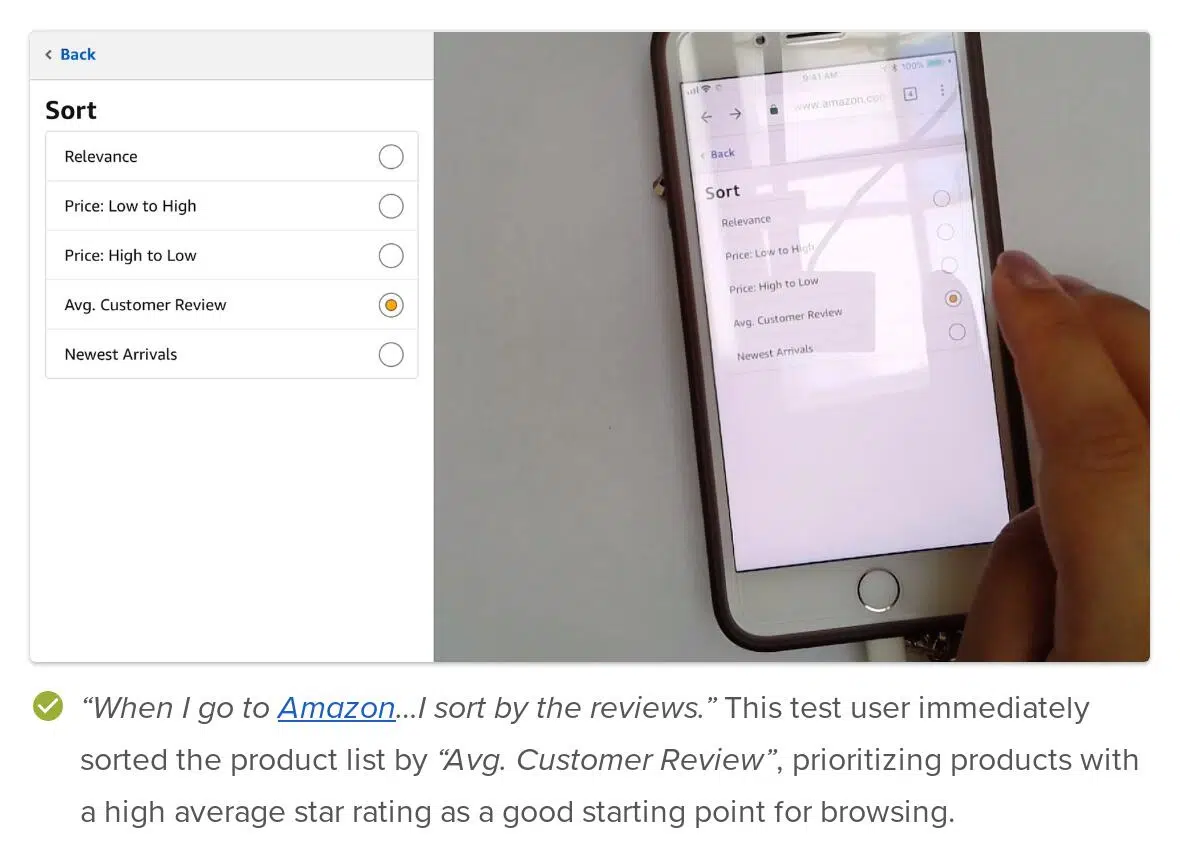 Back
Sort
Relevance
Price: Low to High
Price: High to Low
Avg. Customer Review
Newest Arrivals
9:41 AM
100%
www.amazon.com
4
Back
Sort
Relevance
Price: Low to High
Price: High to Low
Avg. Customer Review
Newest Arrivals
“When I go to Amazon...I sort by the reviews.” This test user immediately
sorted the product list by “Avg. Customer Review”, prioritizing products with
a high average star rating as a good starting point for browsing.